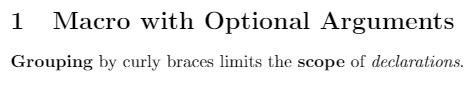 1 Macro with Optional Arguments
Grouping by curly braces limits the scope of declarations.